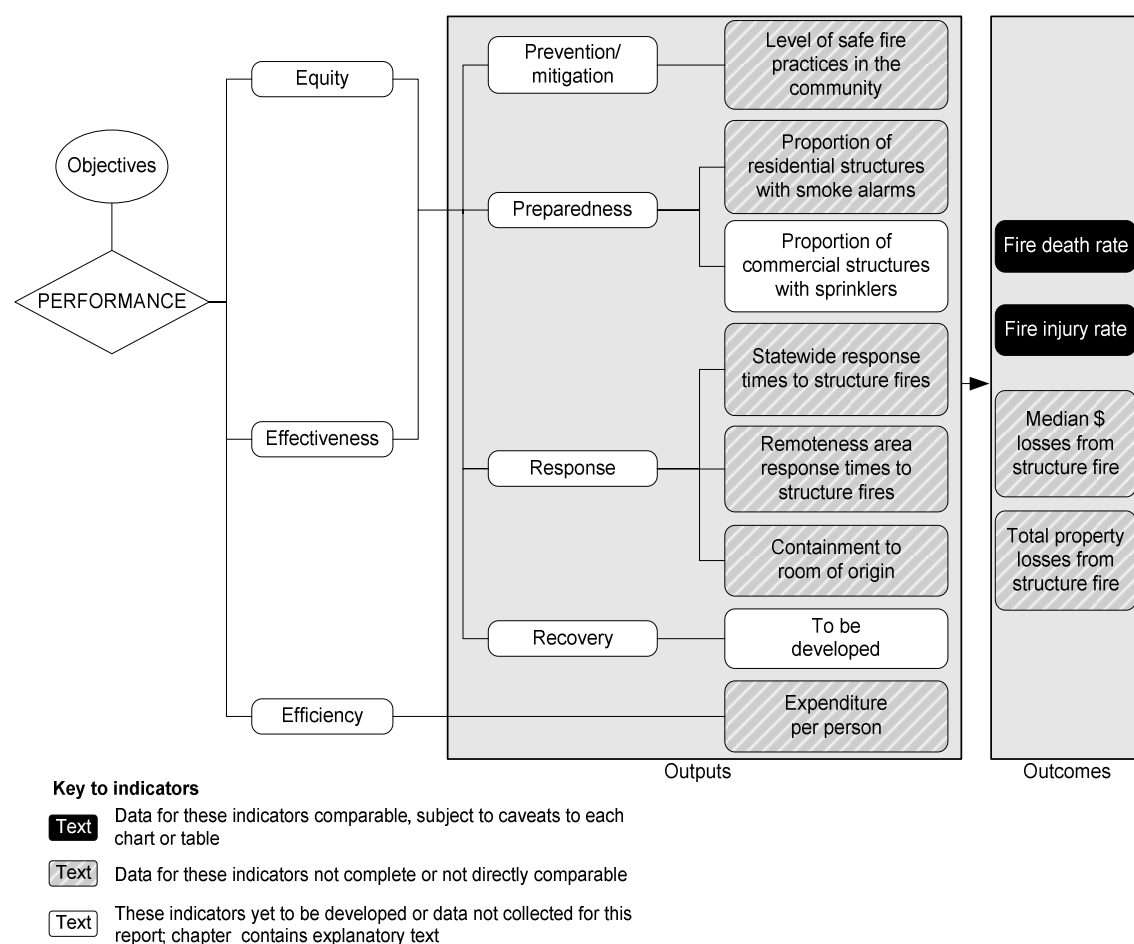 Objectives
PERFORMANCE
Equity
Effectiveness
Efficiency
Prevention/
mitigation
Preparedness
Response
Recovery
Level of safe fire
practices in the
community
Proportion of
residential structures
with smoke alarms
Proportion of
commercial structures
with sprinklers
Statewide response
times to structure fires
Remoteness area
response times to
structure fires
Containment to
room of origin
To be
developed
Expenditure
per person
Outputs
Fire death rate
Fire injury rate
Median $
losses from
structure fire
Total property
losses from
structure fire
Outcomes
Key to indicators
Text
Data for these indicators comparable, subject to caveats to each
chart or table
Text
Data for these indicators not complete or not directly comparable
Text
These indicators yet to be developed or data not collected for this
report; chapter contains explanatory text